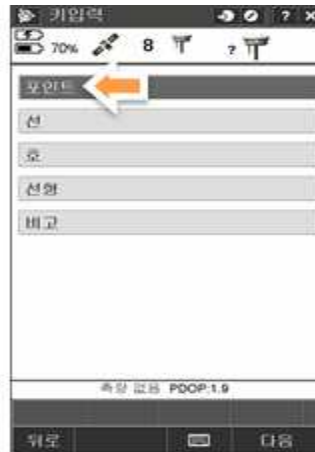 키입력 ? X
70% 8 ?
포인트
선
호
선형
비고
측량 없음 PDOP:1.9
뒤로 다음